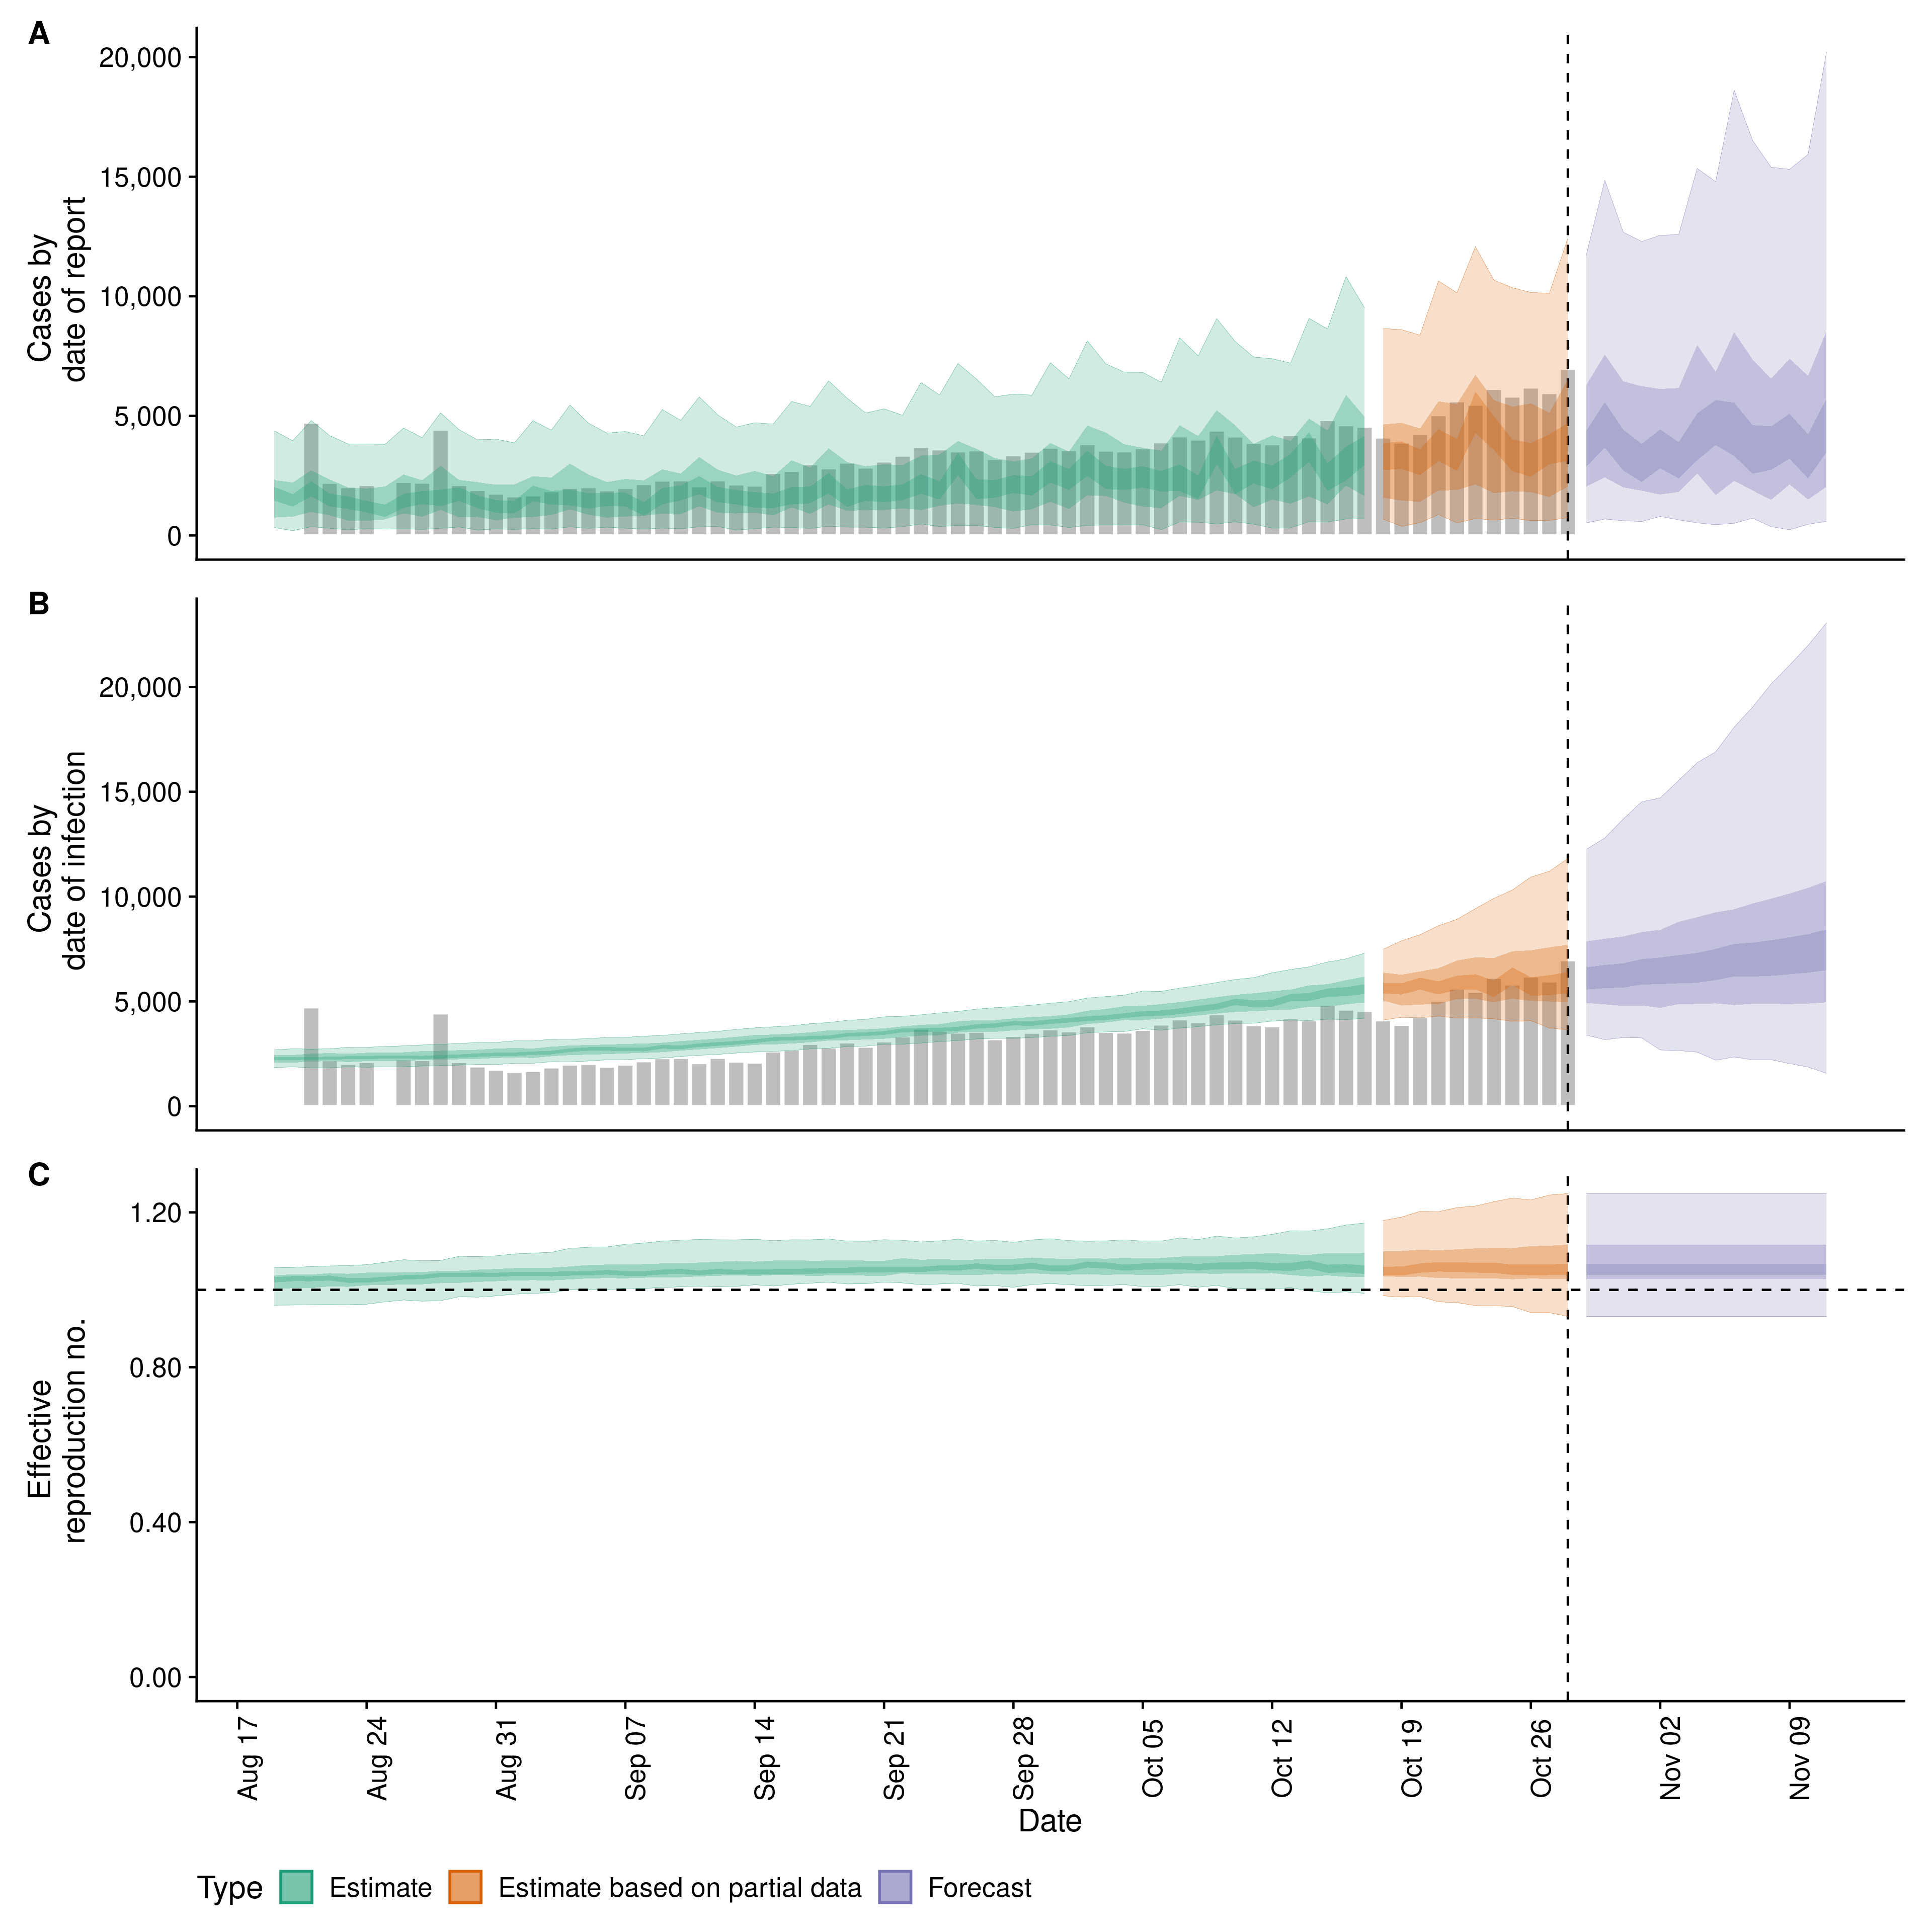 A
20,000
15,000
10,000
5,000
0
Cases by
date of report
B
20,000
15,000
10,000
5,000
0
Cases by
date of infection
C
1.20
0.80
0.40
0.00
Effective
reproduction no.
Aug 17
Aug 24
Aug 31
Sep 07
Sep 14
Sep 21
Sep 28
Oct 05
Oct 12
Oct 19
Oct 26
Nov 02
Nov 09
Date
Type Estimate Estimate based on partial data Forecast